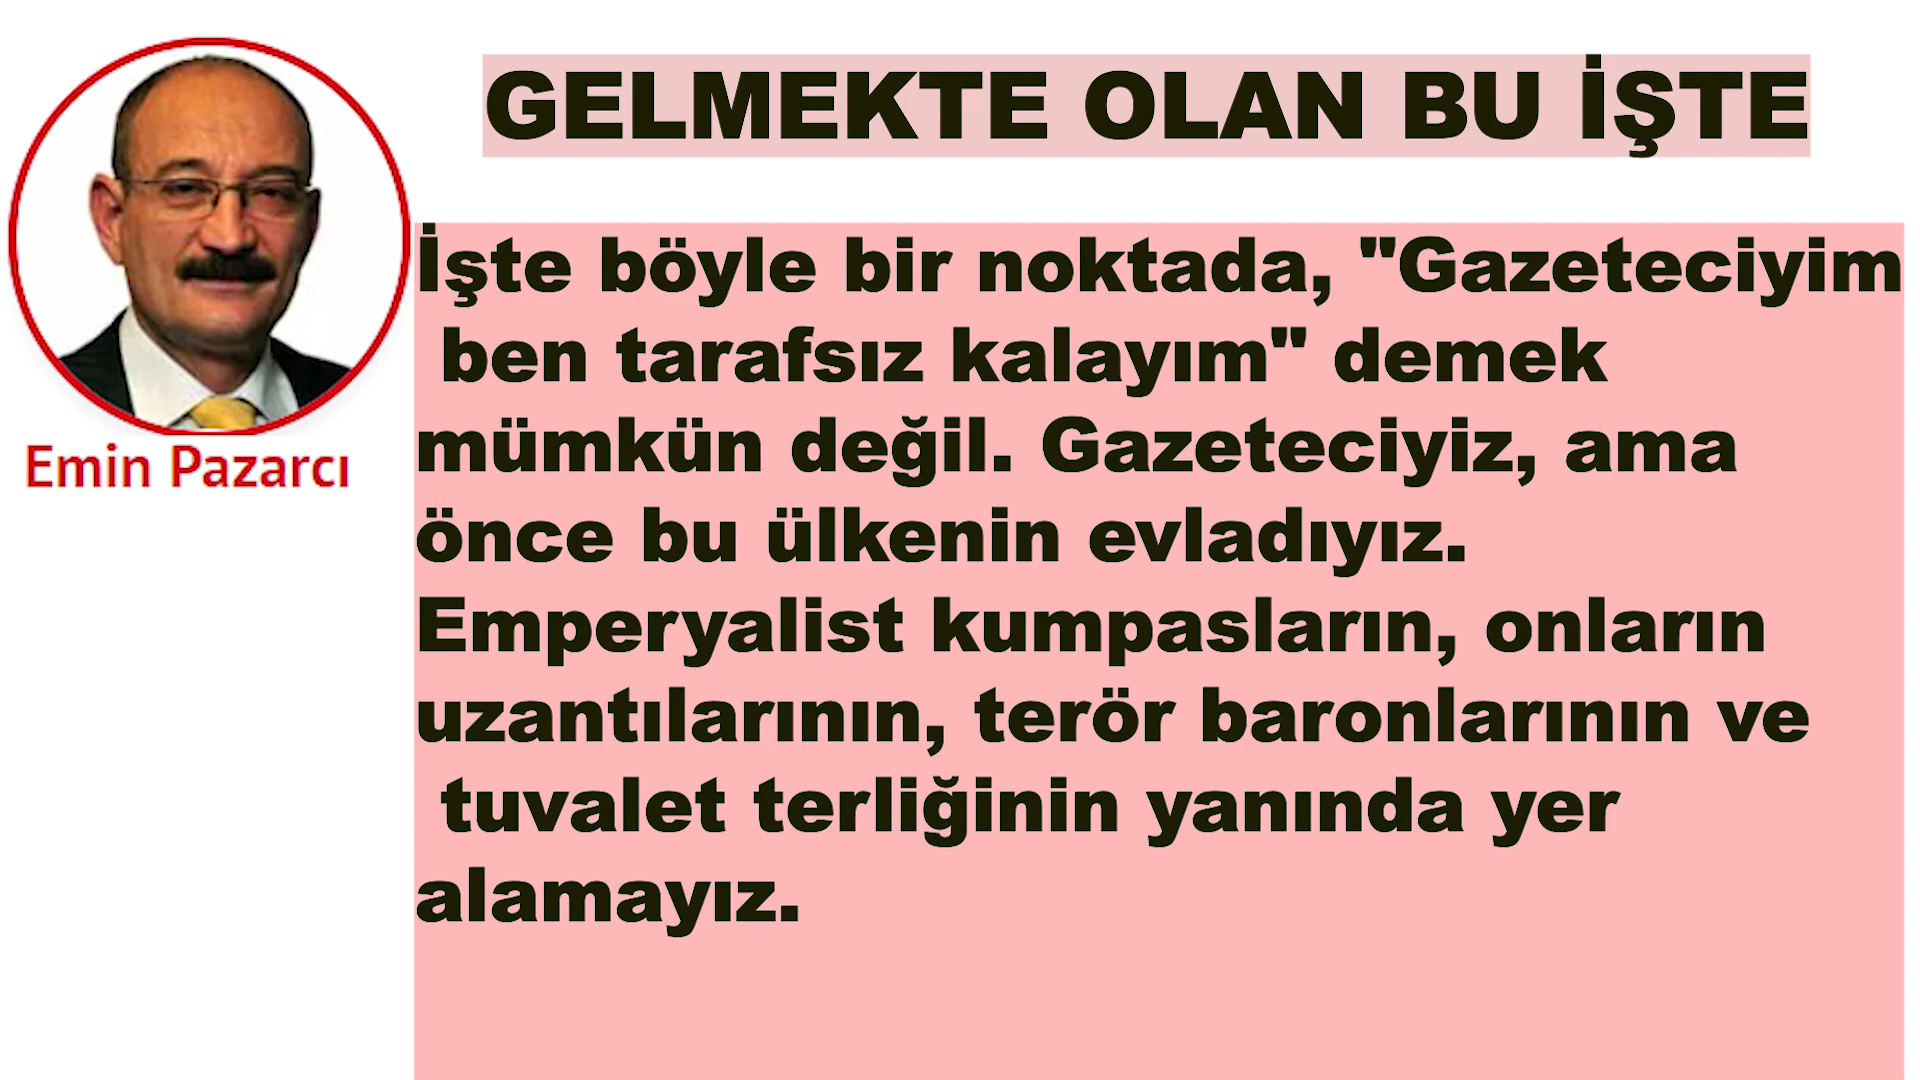 GELMEKTE OLAN BU İŞTE
Emin Pazarcı
İşte böyle bir noktada, "Gazeteciyim
ben tarafsız kalayım" demek
mümkün değil. Gazeteciyiz, ama
önce bu ülkenin evladıyız.
Emperyalist kumpasların, onların
uzantılarının, terör baronlarının ve
tuvalet terliğinin yanında yer
alamayız.